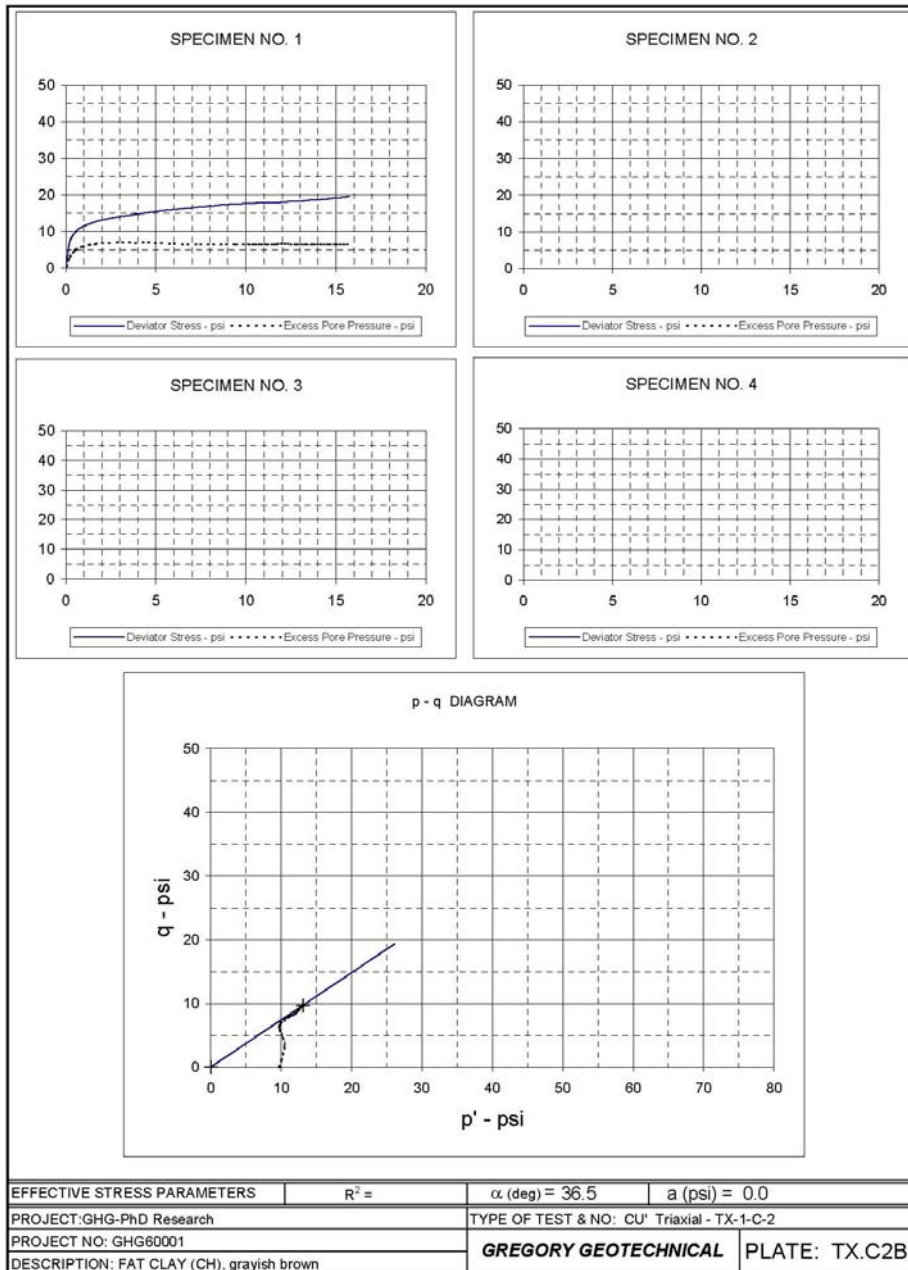 SPECIMEN NO. 1
50
40
30
20
10
0
0 5 10 15 20
Deviator Stress - psi Excess Pore Pressure - psi
SPECIMEN NO. 2
50
40
30
20
10
0
0 5 10 15 20
Deviator Stress - psi Excess Pore Pressure - psi
SPECIMEN NO. 3
50
40
30
20
10
0
0 5 10 15 20
Deviator Stress - psi Excess Pore Pressure - psi
SPECIMEN NO. 4
50
40
30
20
10
0
0 5 10 15 20
Deviator Stress - psi Excess Pore Pressure - psi
p - q DIAGRAM
q - psi
50
40
30
20
10
0
0 10 20 30 40 50 60 70 80
p' - psi
EFFECTIVE STRESS PARAMETERS R² = α (deg) = 36.5 a (psi) = 0.0
PROJECT:GHG-PhD Research TYPE OF TEST & NO: CU' Triaxial - TX-1-C-2
PROJECT NO: GHG60001
GREGORY GEOTECHNICAL PLATE: TX.C2B
DESCRIPTION: FAT CLAY (CH), grayish brown